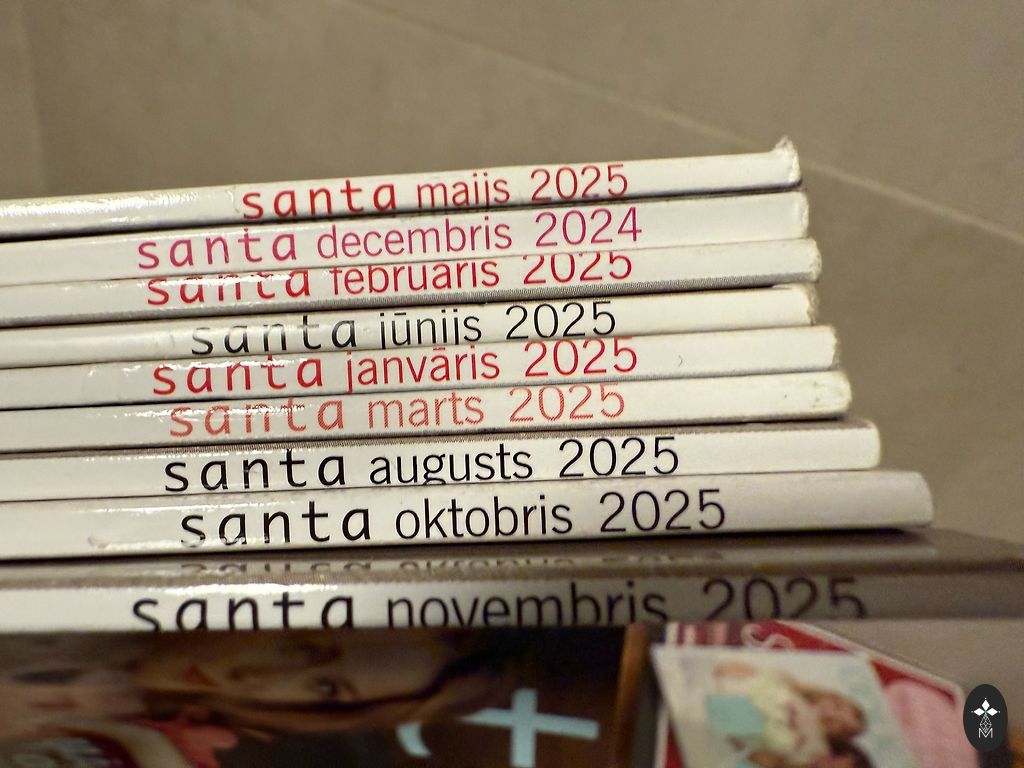 santa maijs 2025
santa decembris 2024
santa februāris 2025
santa jūnijs 2025
santa janvāris 2025
santa marts 2025
santa augusts 2025
santa oktobris 2025
santa novembris 2025